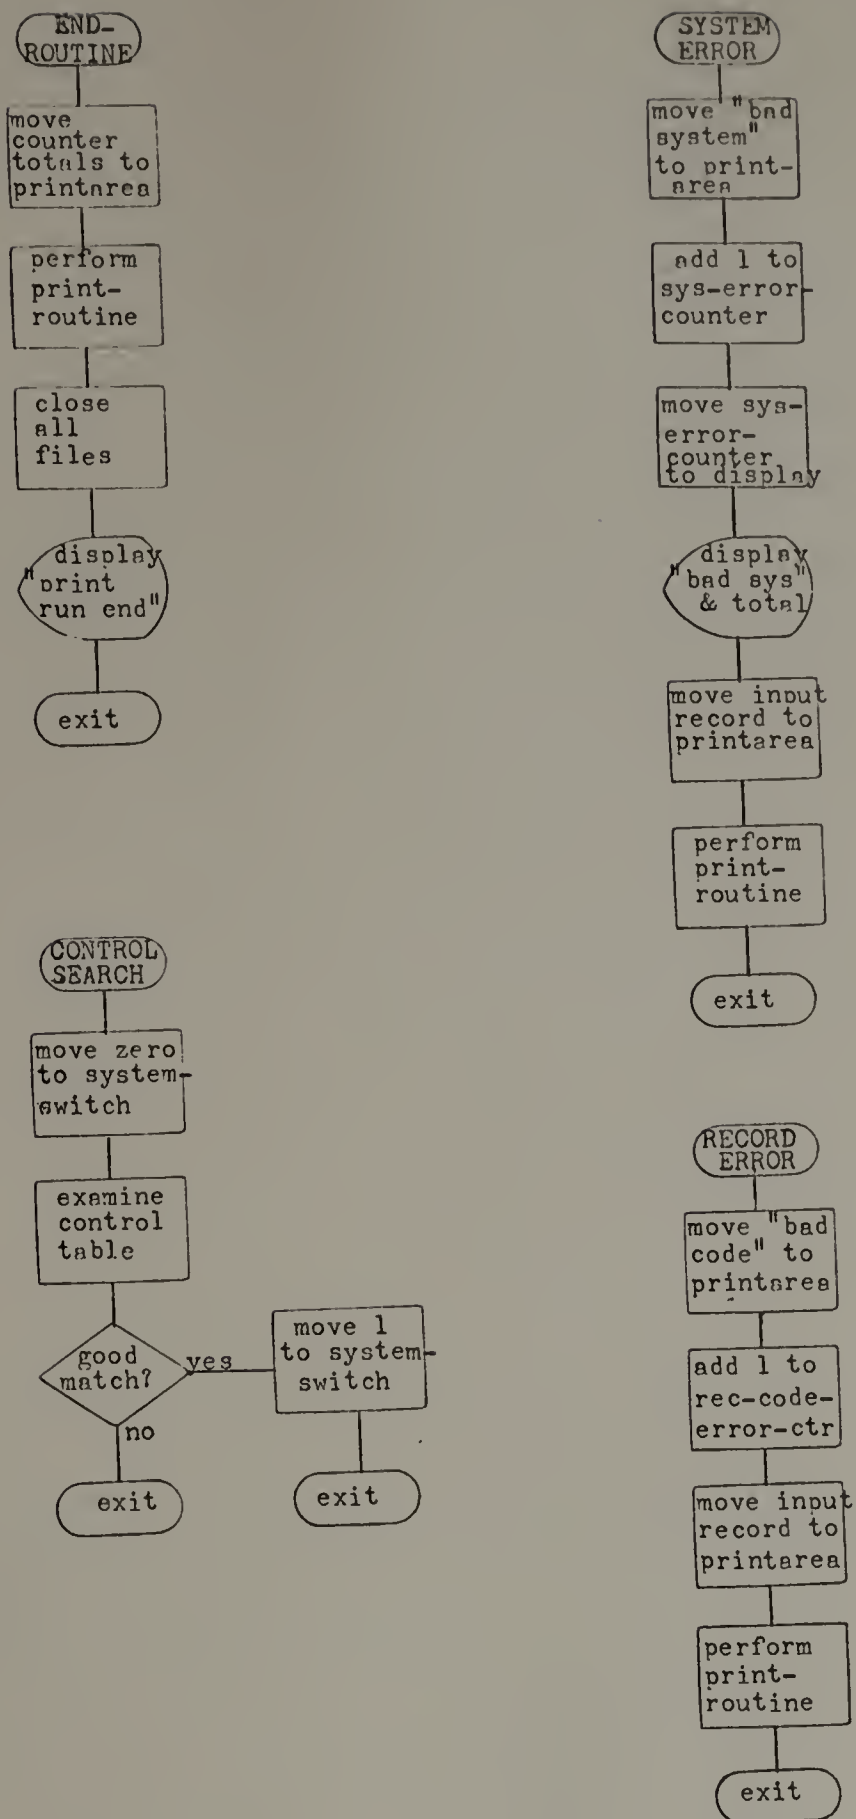 END-
ROUTINE
move
counter
totals to
printarea
perform
print-
routine
close
all
files
display
"print
run end"
exit
CONTROL
SEARCH
move zero
to system-
switch
examine
control
table
good
match?
yes
no
move 1
to system-
switch
exit
exit
SYSTEM
ERROR
move "bad
system"
to print-
area
add 1 to
sys-error-
counter
move sys-
error-
counter
to display
display
"bad sys"
& total
move input
record to
printarea
perform
print-
routine
exit
RECORD
ERROR
move "bad
code" to
printarea
add 1 to
rec-code-
error-ctr
move input
record to
printarea
perform
print-
routine
exit